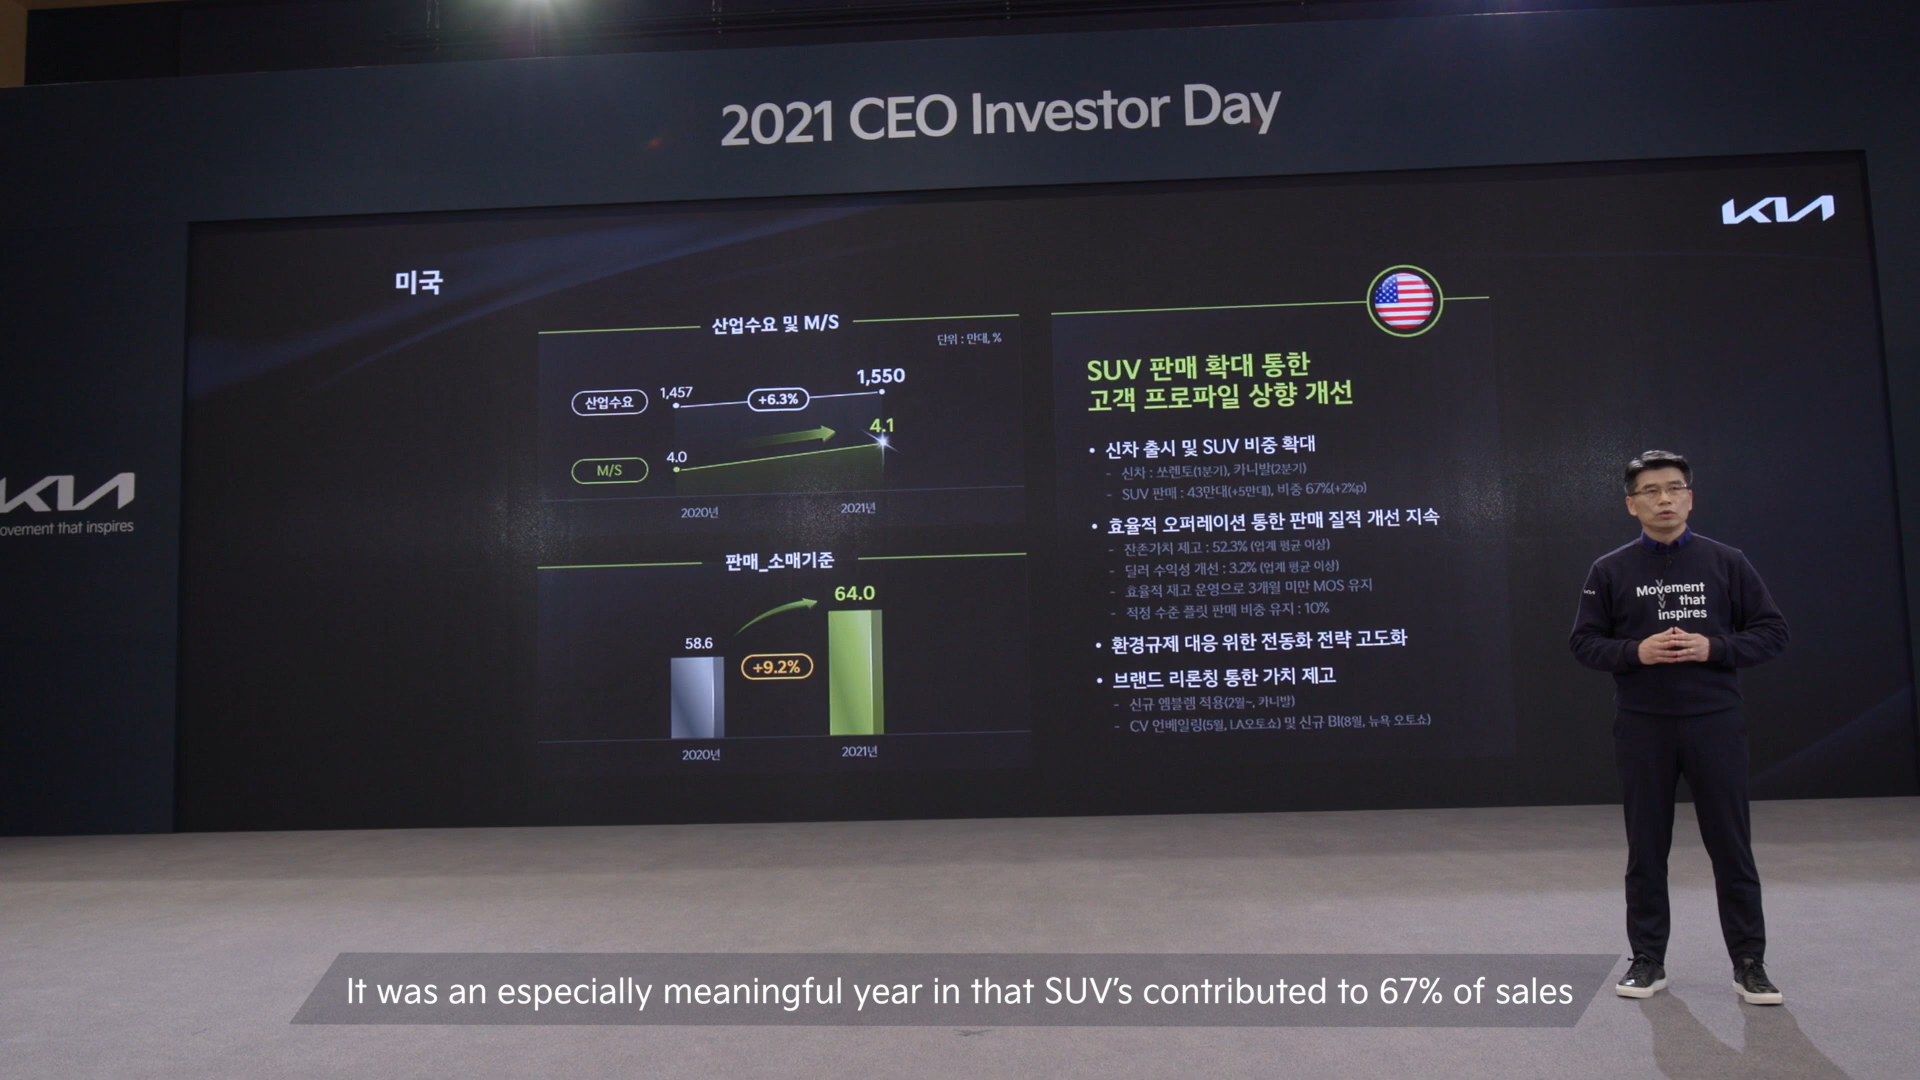 2021 CEO Investor Day
KIA
미국
산업수요 및 M/S
단위 : 만대, %
산업수요
1,457
+6.3%
1,550
M/S
4.0
4.1
2020년
2021년
판매_소매기준
58.6
+9.2%
64.0
2020년
2021년
SUV 판매 확대 통한
고객 프로파일 상향 개선
• 신차 출시 및 SUV 비중 확대
- 신차 : 쏘렌토(1분기), 카니발(2분기)
- SUV 판매 : 43만대(+5만대), 비중 67%(+2%p)
• 효율적 오퍼레이션 통한 판매 질적 개선 지속
- 잔존가치 제고 : 52.3% (업계 평균 이상)
- 딜러 수익성 개선 : 3.2% (업계 평균 이상)
- 효율적 재고 운영으로 3개월 미만 MOS 유지
- 적정 수준 플릿 판매 비중 유지 : 10%
• 환경규제 대응 위한 전동화 전략 고도화
• 브랜드 리론칭 통한 가치 제고
- 신규 엠블렘 적용(2월~, 카니발)
- CV 언베일링(5월, LA오토쇼) 및 신규 BI(8월, 뉴욕 오토쇼)
KIA
ovement that inspires
KIA
Movement
that
inspires
It was an especially meaningful year in that SUV's contributed to 67% of sales